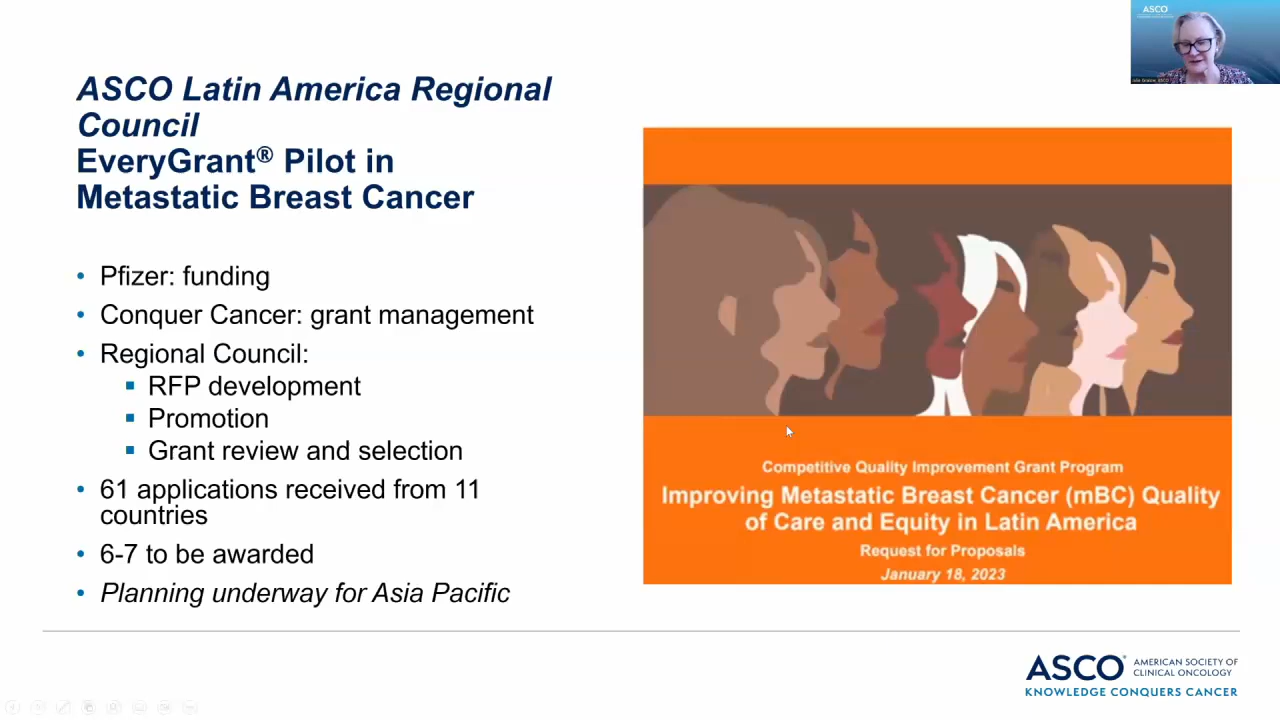 ASCO Latin America Regional
Council
EveryGrant® Pilot in
Metastatic Breast Cancer
• Pfizer: funding
• Conquer Cancer: grant management
• Regional Council:
▪ RFP development
▪ Promotion
▪ Grant review and selection
• 61 applications received from 11
countries
• 6-7 to be awarded
• Planning underway for Asia Pacific
ASCO
Competitive Quality Improvement Grant Program
Improving Metastatic Breast Cancer (mBC) Quality
of Care and Equity in Latin America
Request for Proposals
January 18, 2023
ASCO® AMERICAN SOCIETY OF
CLINICAL ONCOLOGY
KNOWLEDGE CONQUERS CANCER